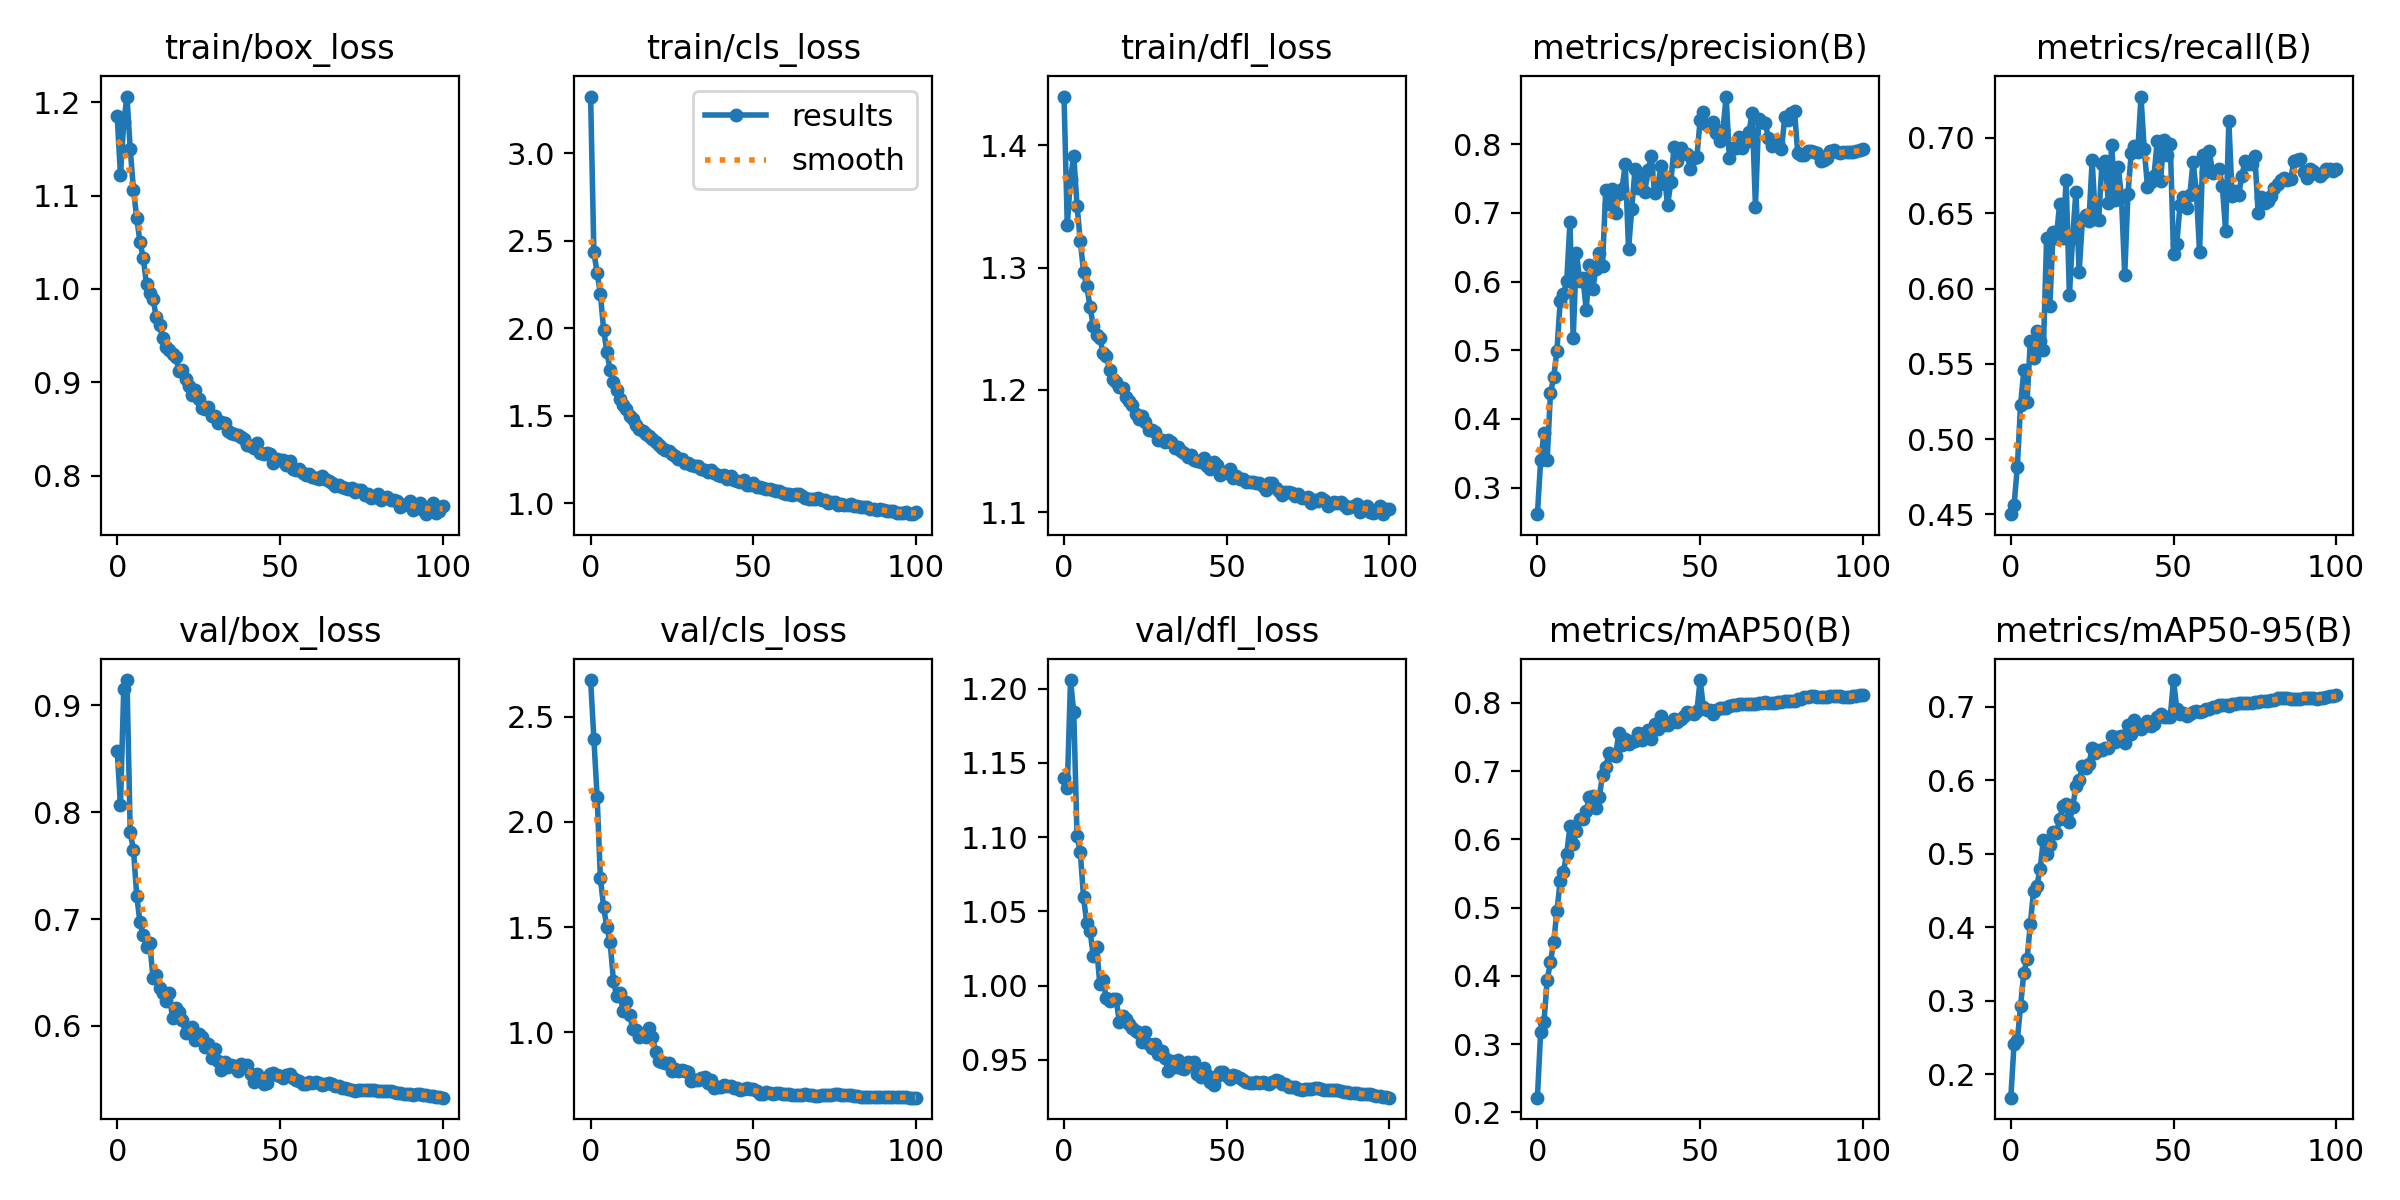 train/box_loss
1.2
1.1
1.0
0.9
0.8
0 50 100
train/cls_loss
results
smooth
3.0
2.5
2.0
1.5
1.0
0 50 100
train/dfl_loss
1.4
1.3
1.2
1.1
0 50 100
metrics/precision(B)
0.8
0.7
0.6
0.5
0.4
0.3
0 50 100
metrics/recall(B)
0.70
0.65
0.60
0.55
0.50
0.45
0 50 100
val/box_loss
0.9
0.8
0.7
0.6
0 50 100
val/cls_loss
2.5
2.0
1.5
1.0
0 50 100
val/dfl_loss
1.20
1.15
1.10
1.05
1.00
0.95
0 50 100
metrics/mAP50(B)
0.8
0.7
0.6
0.5
0.4
0.3
0.2
0 50 100
metrics/mAP50-95(B)
0.7
0.6
0.5
0.4
0.3
0.2
0 50 100